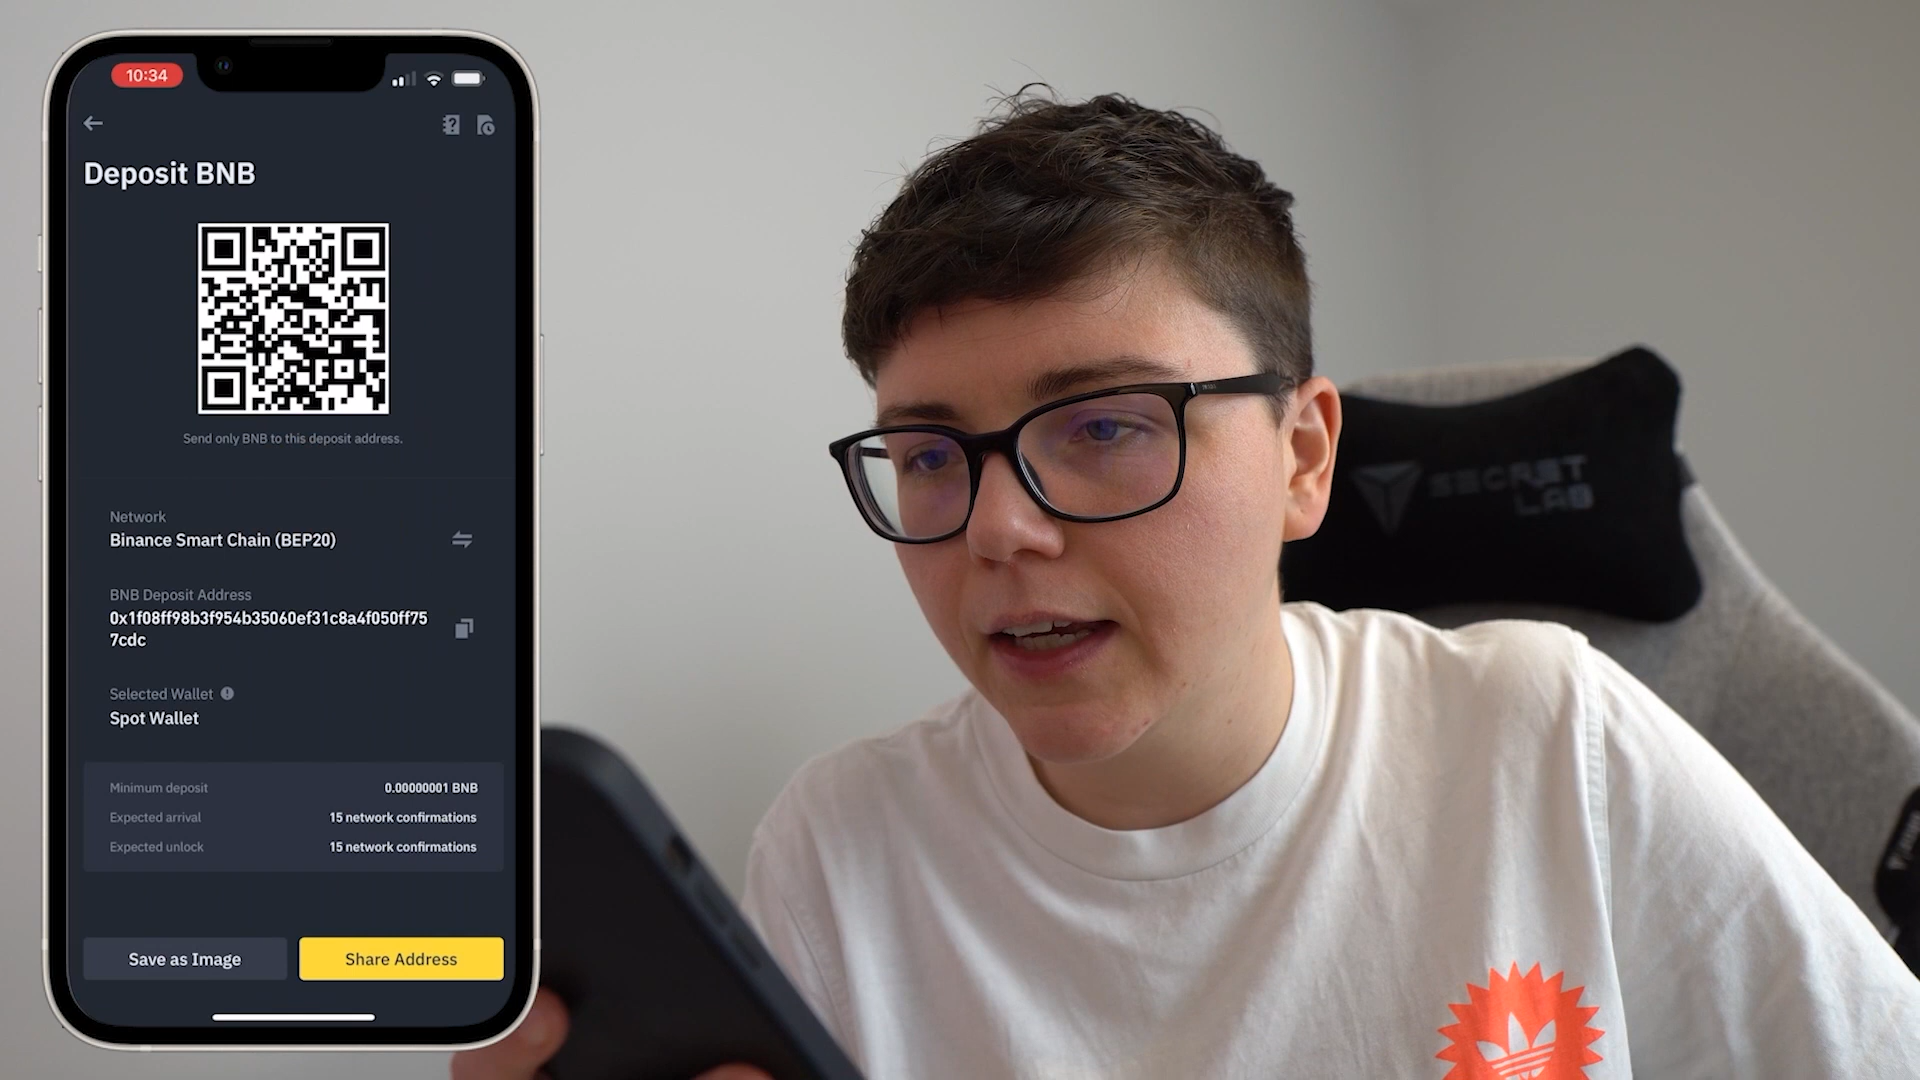 10:34
Deposit BNB
Send only BNB to this deposit address.
Network
Binance Smart Chain (BEP20)
BNB Deposit Address
0x1f08ff98b3f954b35060ef31c8a4f050ff75
7cdc
Selected Wallet
Spot Wallet
Minimum deposit 0.00000001 BNB
Expected arrival 15 network confirmations
Expected unlock 15 network confirmations
Save as Image Share Address
SECRET
LAB